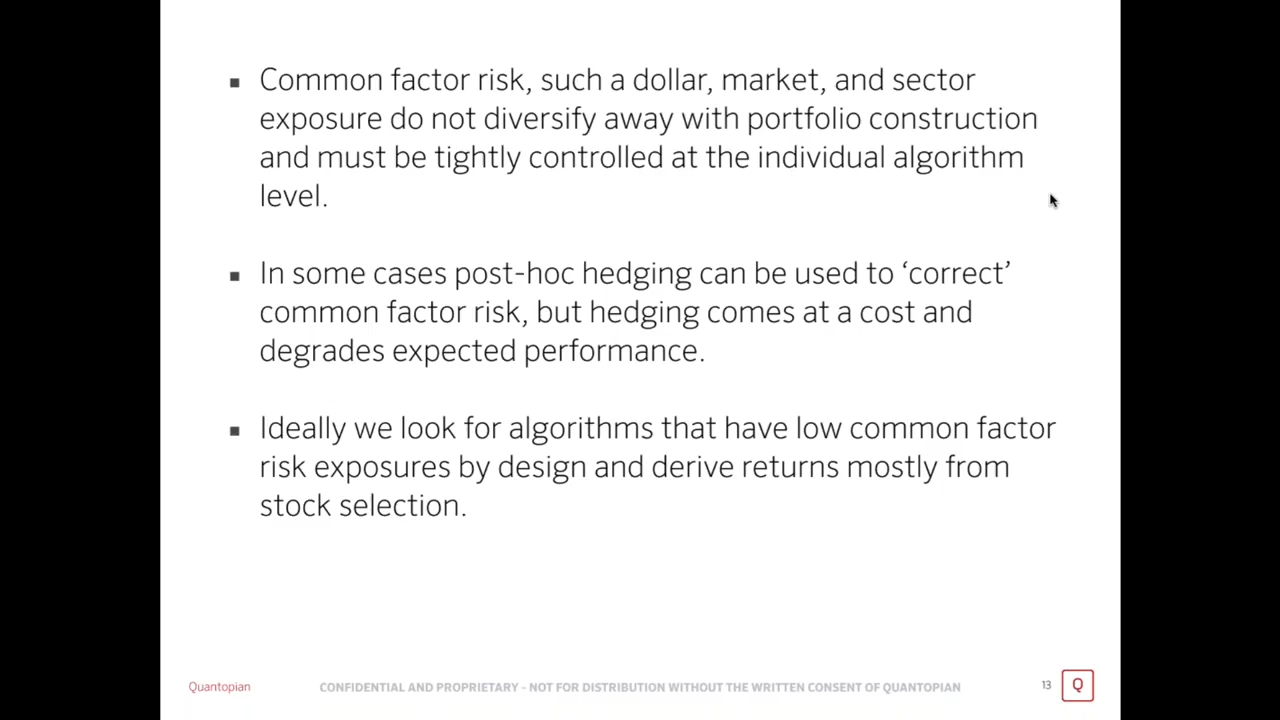 ▪ Common factor risk, such a dollar, market, and sector
exposure do not diversify away with portfolio construction
and must be tightly controlled at the individual algorithm
level.
▪ In some cases post-hoc hedging can be used to ‘correct’
common factor risk, but hedging comes at a cost and
degrades expected performance.
▪ Ideally we look for algorithms that have low common factor
risk exposures by design and derive returns mostly from
stock selection.
Quantopian CONFIDENTIAL AND PROPRIETARY - NOT FOR DISTRIBUTION WITHOUT THE WRITTEN CONSENT OF QUANTOPIAN 13 Q